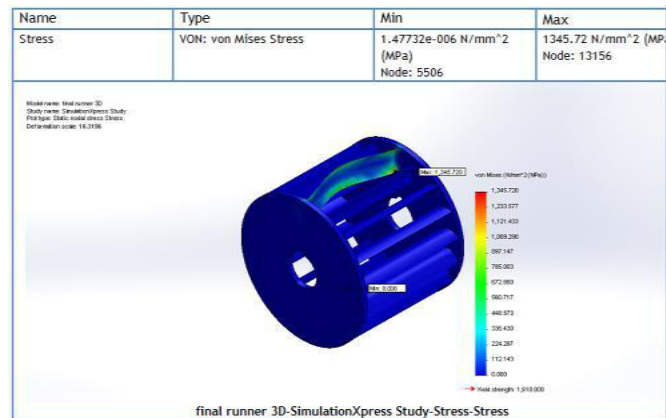 Name Type Min Max
Stress VON: von Mises Stress 1.47732e-006 N/mm^2 1345.72 N/mm^2 (MPa
(MPa) Node: 13156
Node: 5506
Model name: final runner 3D
Study name: SimulationXpress Study
Plot type: Static nodal stress Stress
Deformation scale: 16.3156
Max: 1,345.720
von Mises (N/mm^2 (MPa))
1,345.720
1,233.577
1,121.433
1,009.290
897.147
785.003
672.860
560.717
448.573
336.430
224.287
112.143
0.000
Min: 0.000
Yield strength: 1,910.000
final runner 3D-SimulationXpress Study-Stress-Stress